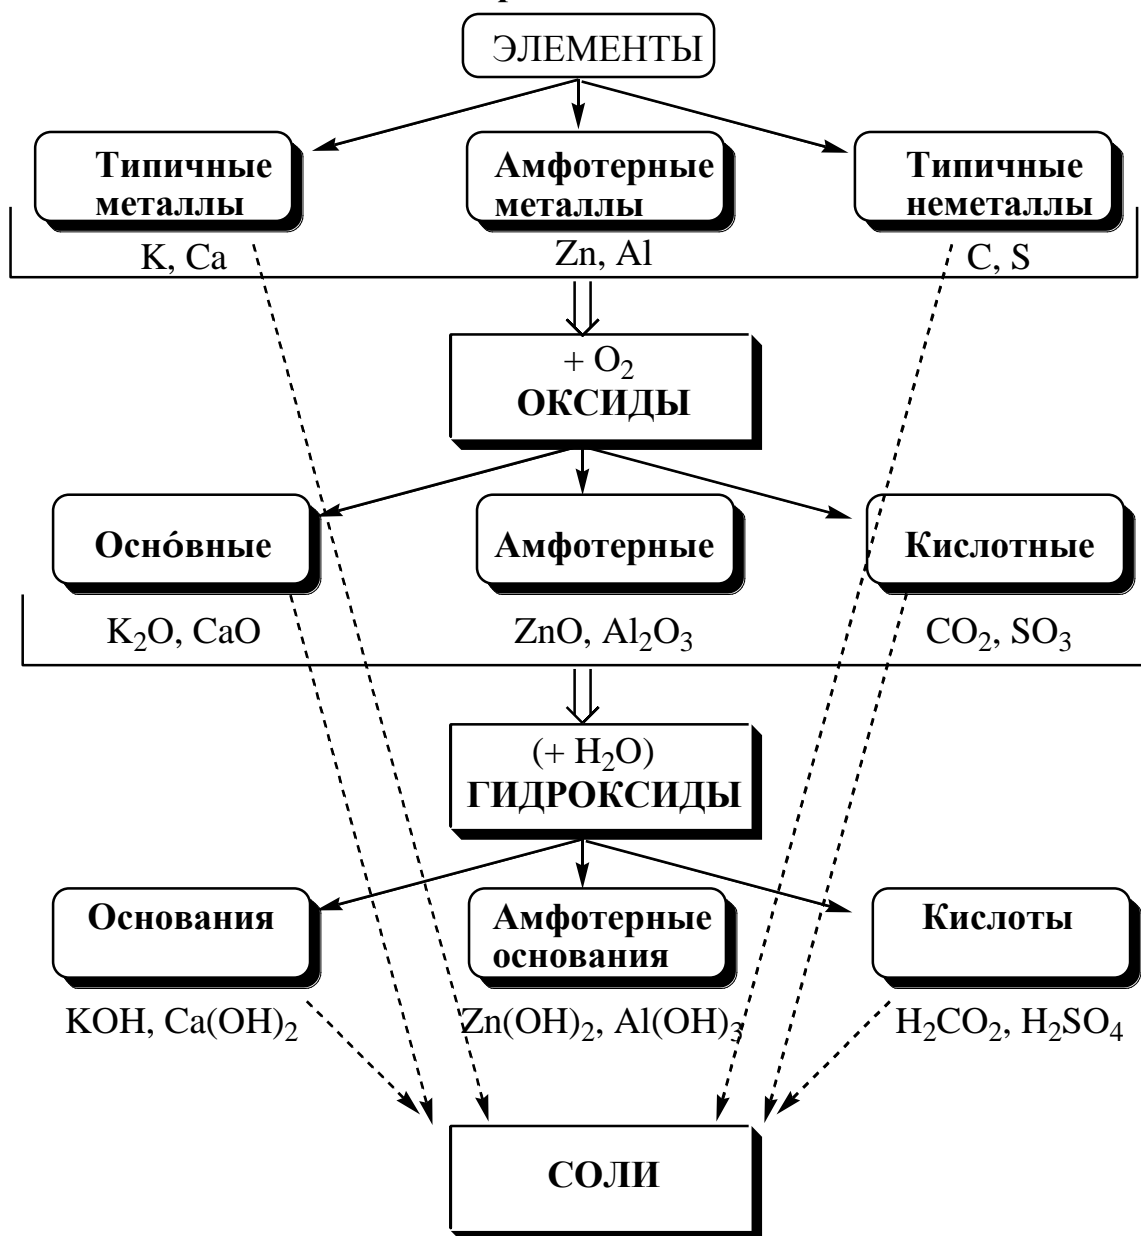 ЭЛЕМЕНТЫ
Типичные
металлы
Амфотерные
металлы
Типичные
неметаллы
K, Ca
Zn, Al
C, S
+ O₂
ОКСИДЫ
Оснóвные
Амфотерные
Кислотные
K₂O, CaO
ZnO, Al₂O₃
CO₂, SO₃
(+ H₂O)
ГИДРОКСИДЫ
Основания
Амфотерные
основания
Кислоты
KOH, Ca(OH)₂
Zn(OH)₂, Al(OH)₃
H₂CO₂, H₂SO₄
СОЛИ